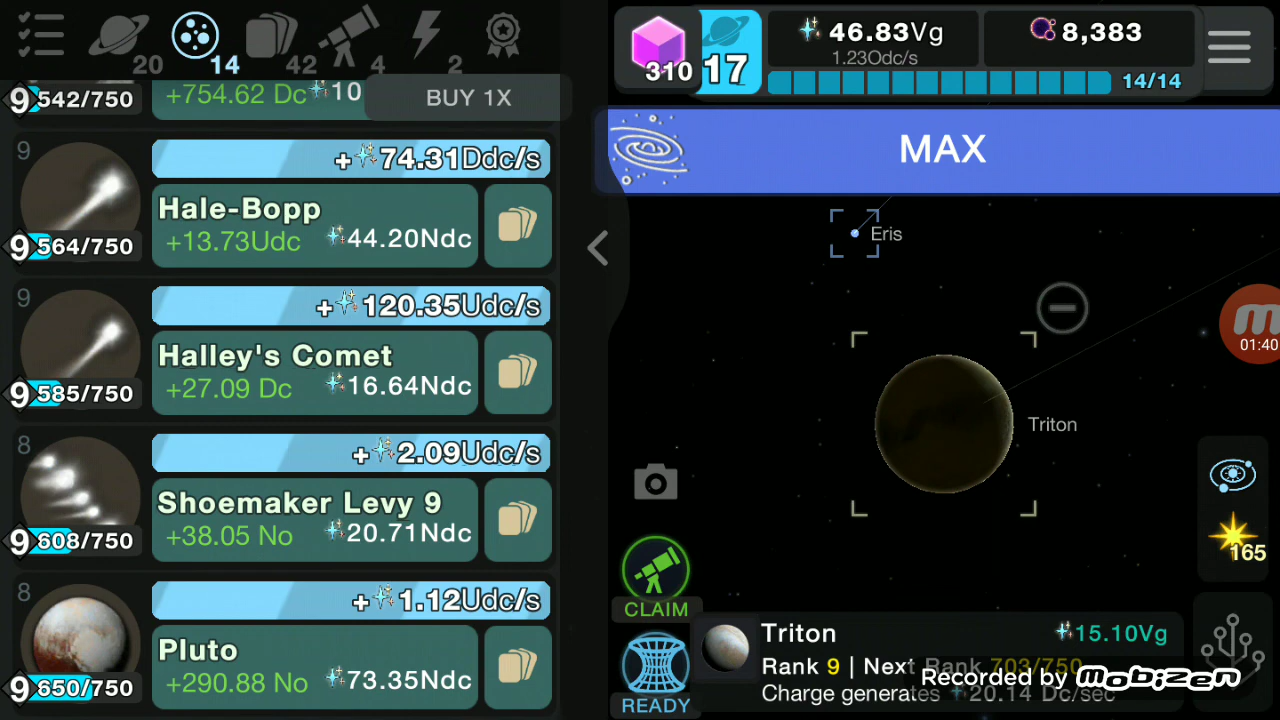 20
14
42
4
2
9 542/750
+754.62 Dc
10
BUY 1X
9
+74.31Ddc/s
Hale-Bopp
+13.73Udc
44.20Ndc
9 564/750
9
+120.35Udc/s
Halley's Comet
+27.09 Dc
16.64Ndc
9 585/750
8
+2.09Udc/s
Shoemaker Levy 9
+38.05 No
20.71Ndc
9 608/750
8
+1.12Udc/s
Pluto
+290.88 No
73.35Ndc
9 650/750
310
17
46.83Vg
1.23Odc/s
8,383
14/14
MAX
Eris
01:40
Triton
165
CLAIM
READY
Triton
15.10Vg
Rank 9 | Next Rank 703/750
Charge generates 20.14 Dc/sec
Recorded by Mobizen